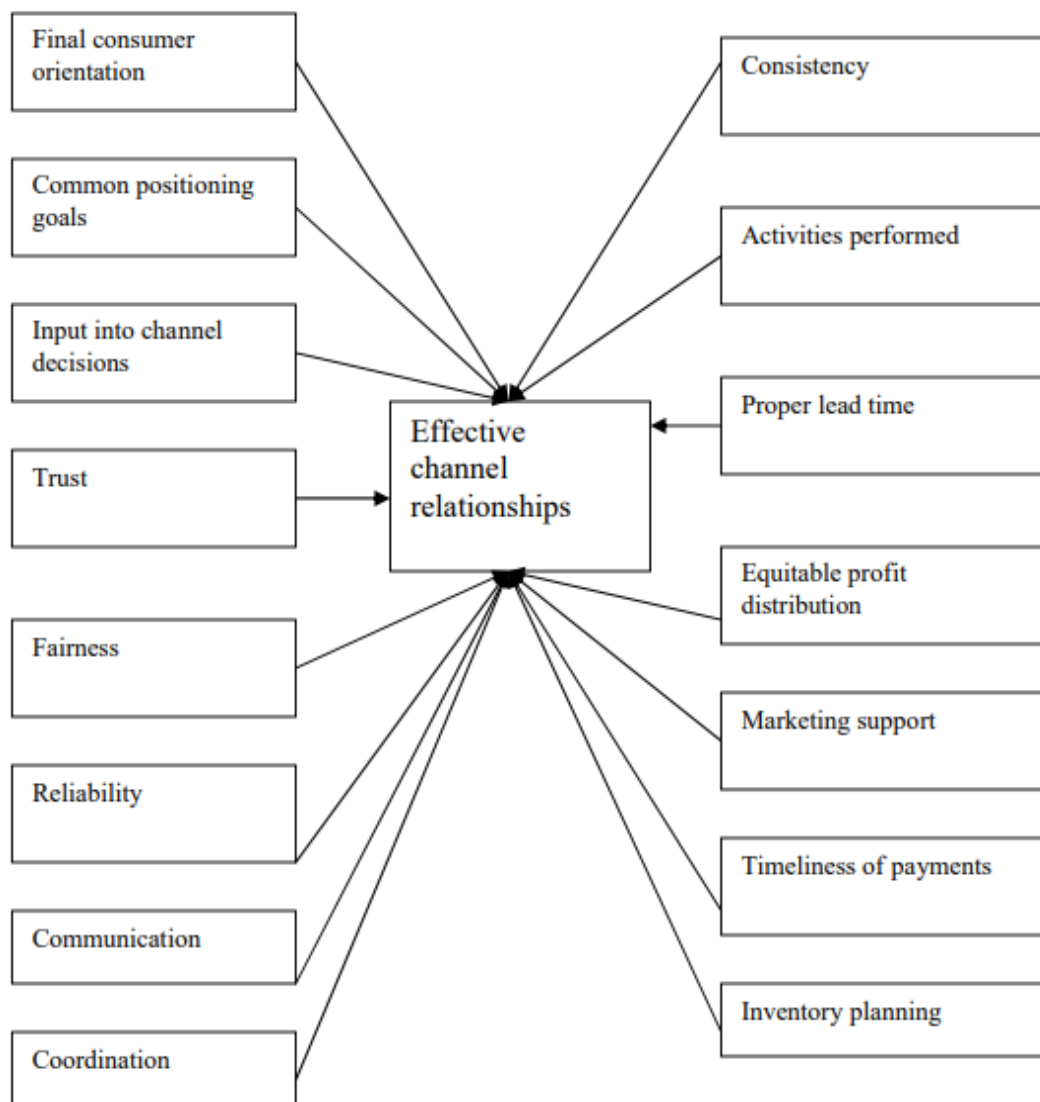 Final consumer
orientation
Common positioning
goals
Input into channel
decisions
Trust
Fairness
Reliability
Communication
Coordination
Effective
channel
relationships
Consistency
Activities performed
Proper lead time
Equitable profit
distribution
Marketing support
Timeliness of payments
Inventory planning